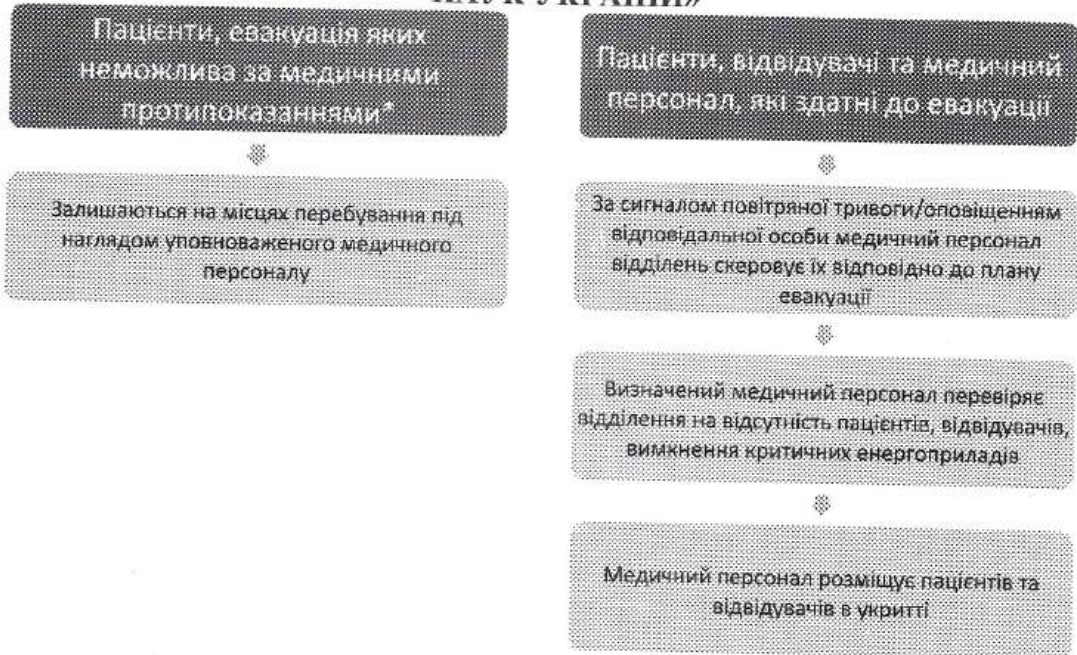 НАУК УКРАЇНИ»
Пацієнти, евакуація яких
неможлива за медичними
протипоказаннями*
Залишаються на місцях перебування під
наглядом уповноваженого медичного
персоналу
Пацієнти, відвідувачі та медичний
персонал, які здатні до евакуації
За сигналом повітряної тривоги/оповіщенням
відповідальної особи медичний персонал
відділень скеровує їх відповідно до плану
евакуації
Визначений медичний персонал перевіряє
відділення на відсутність пацієнтів, відвідувачів,
вимкнення критичних енергоприладів
Медичний персонал розміщує пацієнтів та
відвідувачів в укритті